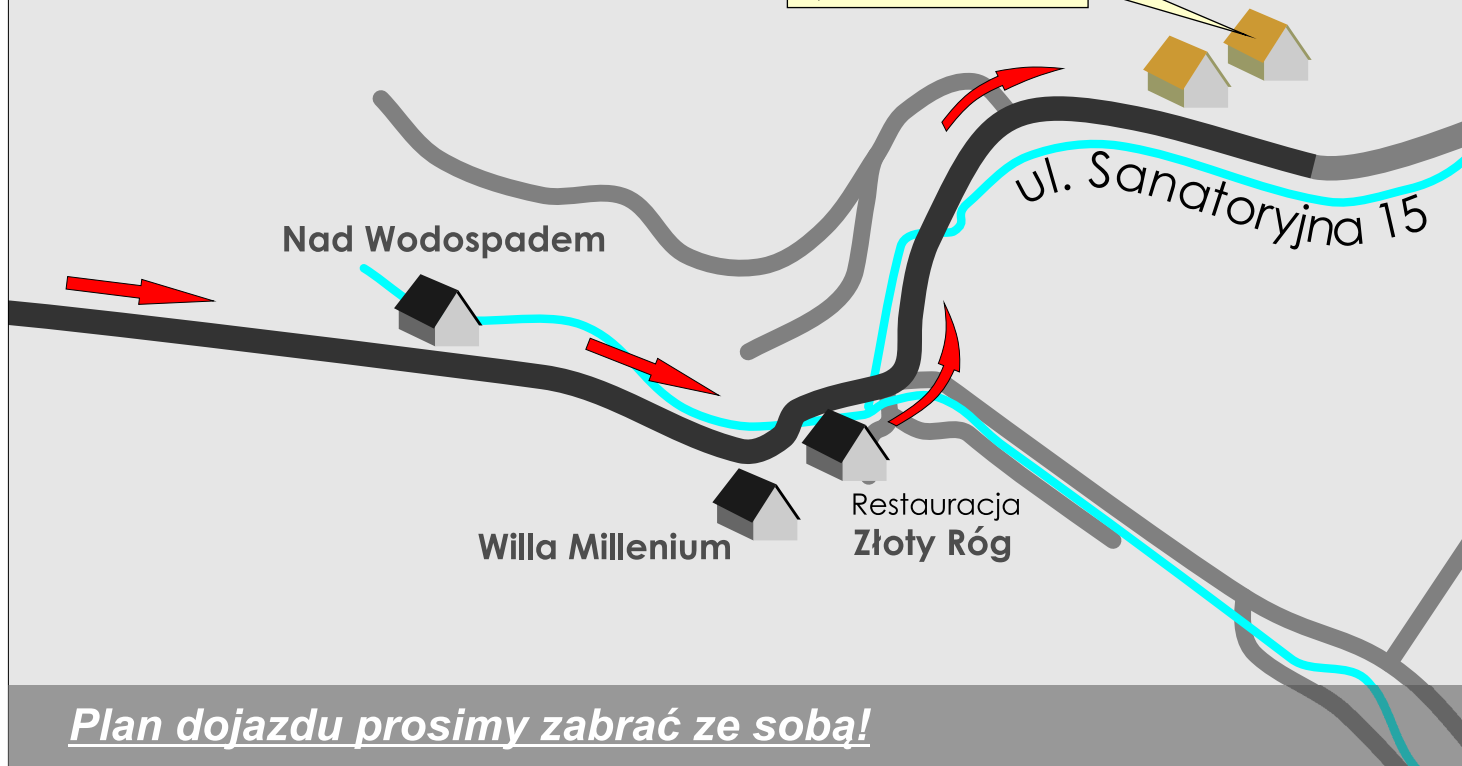 ul. Sanatoryjna 15
Nad Wodospadem
Restauracja
Złoty Róg
Willa Millenium
Plan dojazdu prosimy zabrać ze sobą!